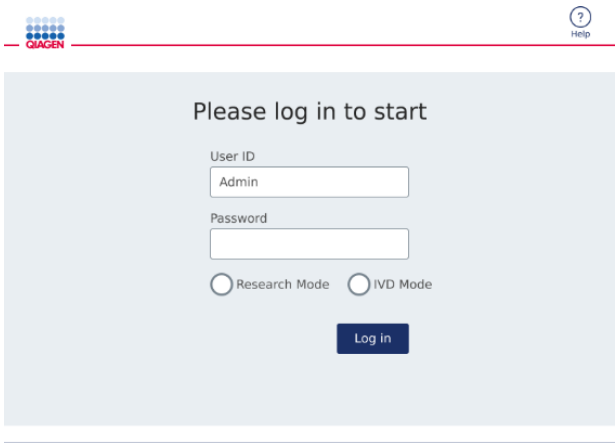 QIAGEN
?
Help
Please log in to start
User ID
Admin
Password
Research Mode IVD Mode
Log in